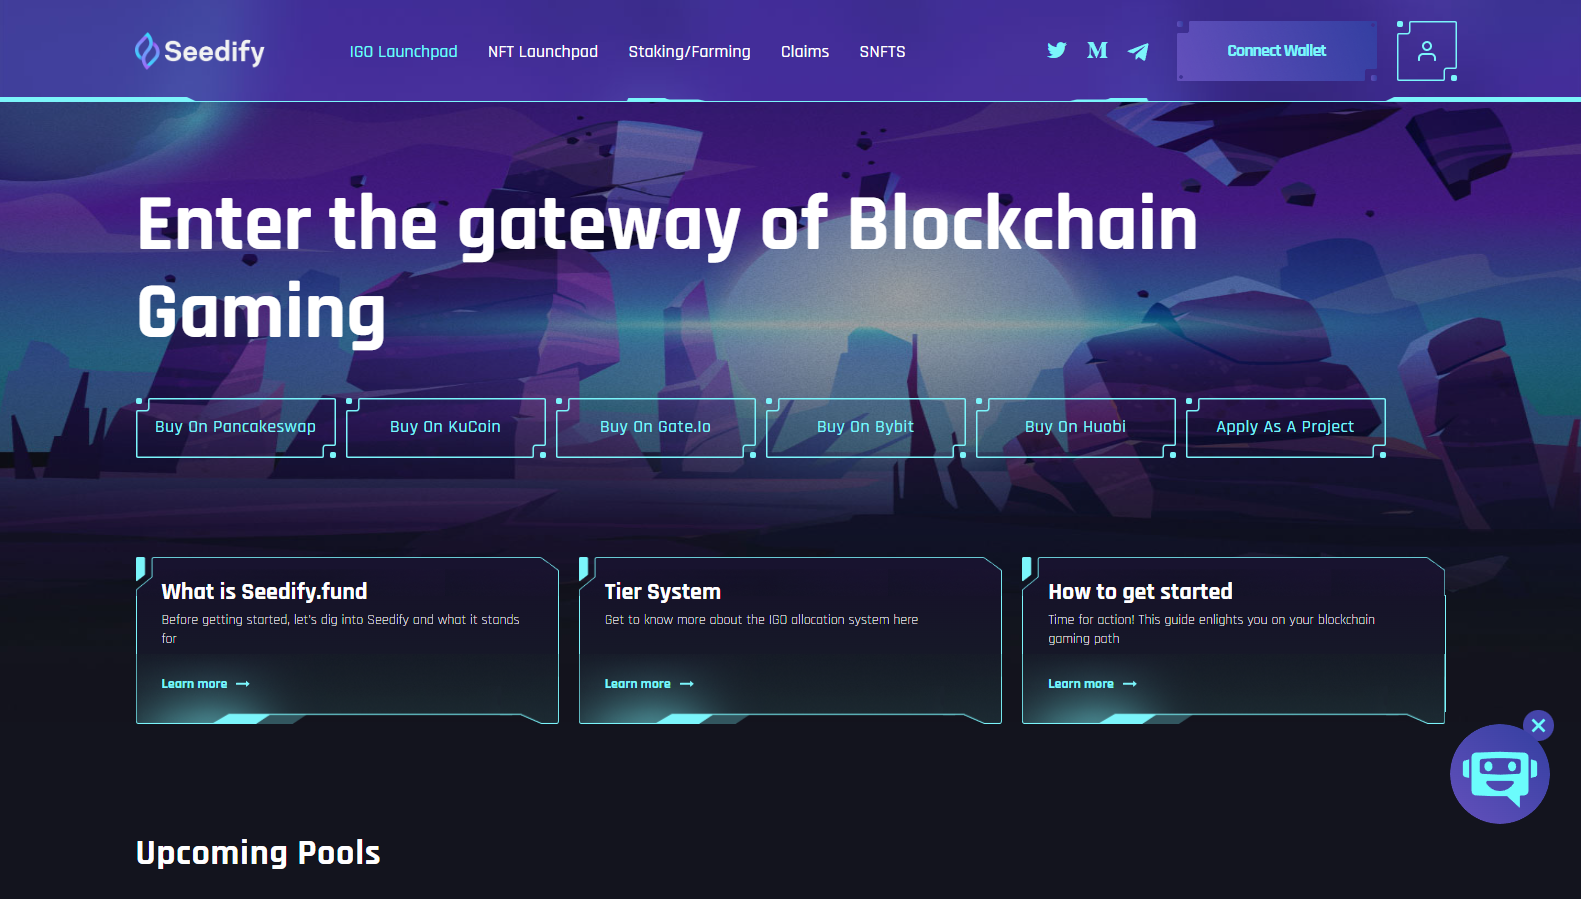 Seedify
IGO Launchpad
NFT Launchpad
Staking/Farming
Claims
SNFTS
M
Connect Wallet
Enter the gateway of Blockchain
Gaming
Buy On Pancakeswap
Buy On KuCoin
Buy On Gate.Io
Buy On Bybit
Buy On Huobi
Apply As A Project
What is Seedify.fund
Before getting started, let's dig into Seedify and what it stands
for
Learn more
Tier System
Get to know more about the IGO allocation system here
Learn more
How to get started
Time for action! This guide enlights you on your blockchain
gaming path
Learn more
Upcoming Pools